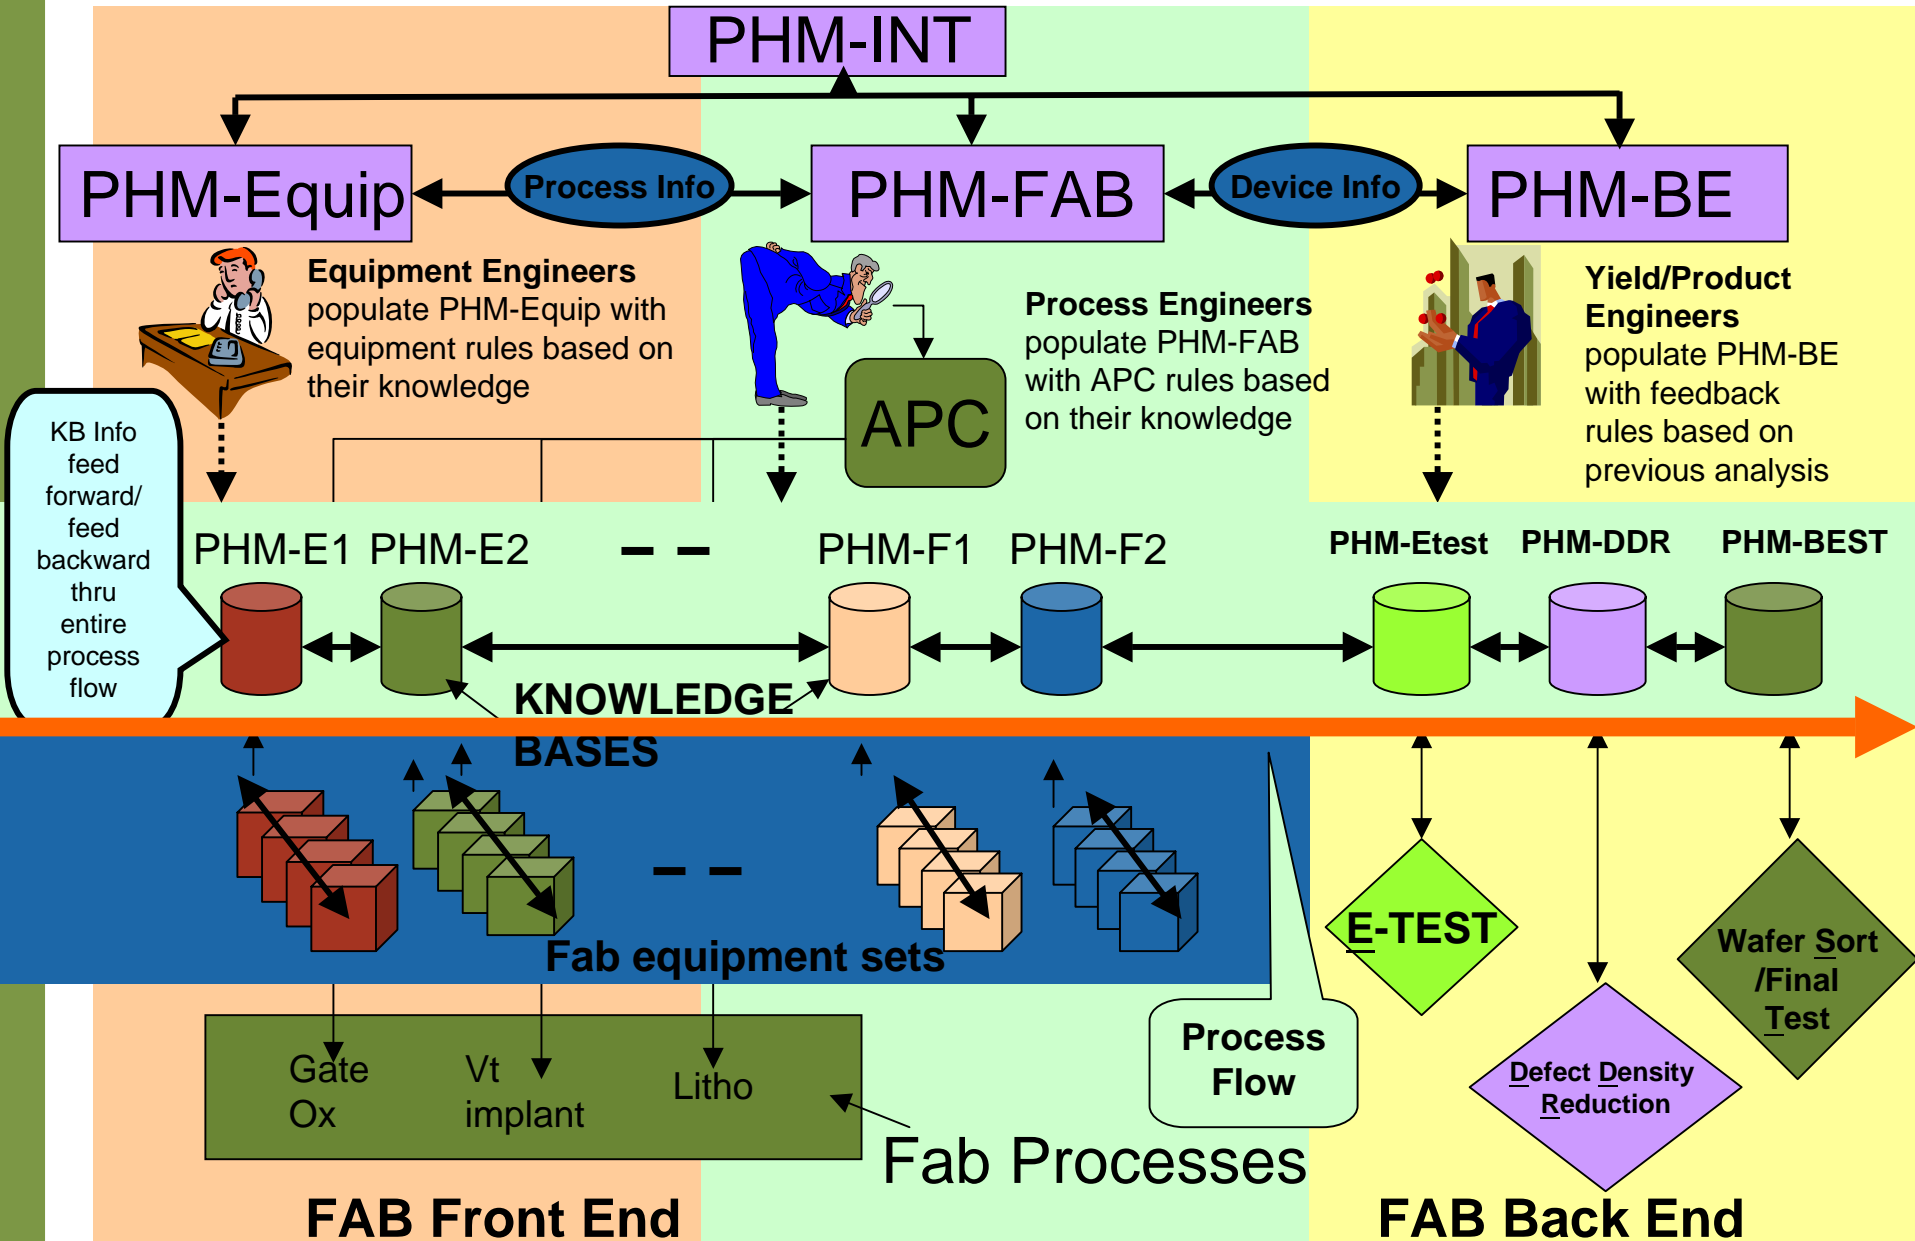 PHM-INT
PHM-Equip
Process Info
PHM-FAB
Device Info
PHM-BE
Equipment Engineers
populate PHM-Equip with
equipment rules based on
their knowledge
Process Engineers
populate PHM-FAB
with APC rules based
on their knowledge
Yield/Product
Engineers
populate PHM-BE
with feedback
rules based on
previous analysis
APC
KB Info
feed
forward/
feed
backward
thru
entire
process
flow
PHM-E1
PHM-E2
– –
PHM-F1
PHM-F2
PHM-Etest
PHM-DDR
PHM-BEST
KNOWLEDGE
BASES
– –
Fab equipment sets
E-TEST
Wafer Sort
/Final
Test
Defect Density
Reduction
Process
Flow
Gate
Ox
Vt
implant
Litho
Fab Processes
FAB Front End
FAB Back End